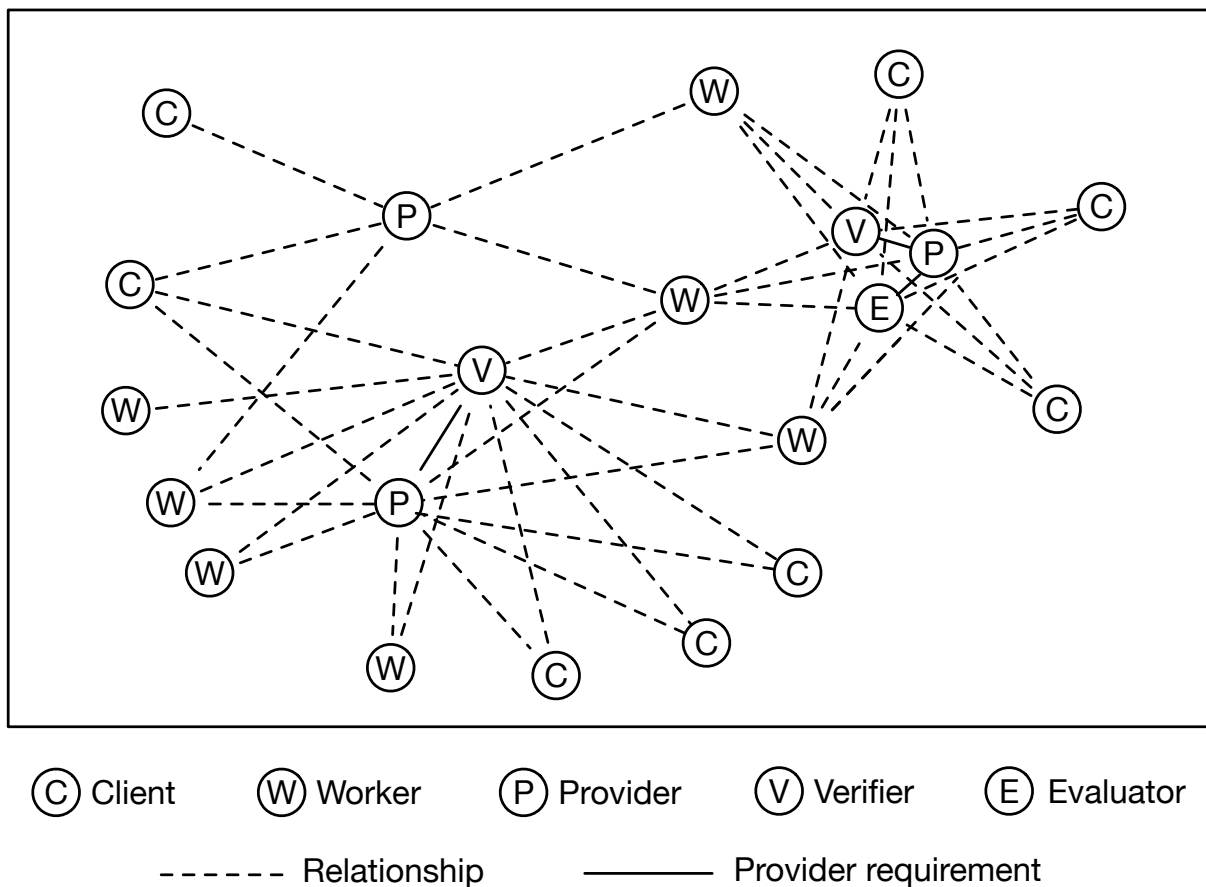 C
W
C
C
P
V
P
C
W
E
V
W
W
C
W
P
W
C
C
W
C
C Client
W Worker
P Provider
V Verifier
E Evaluator
Relationship
Provider requirement